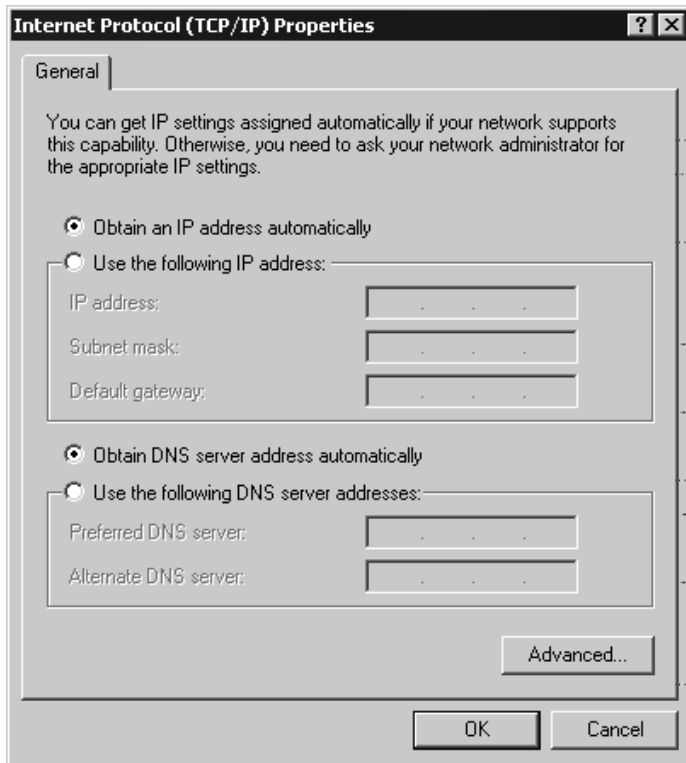 Internet Protocol (TCP/IP) Properties
General
You can get IP settings assigned automatically if your network supports
this capability. Otherwise, you need to ask your network administrator for
the appropriate IP settings.
Obtain an IP address automatically
Use the following IP address:
IP address:
Subnet mask:
Default gateway:
Obtain DNS server address automatically
Use the following DNS server addresses:
Preferred DNS server:
Alternate DNS server:
Advanced...
OK Cancel